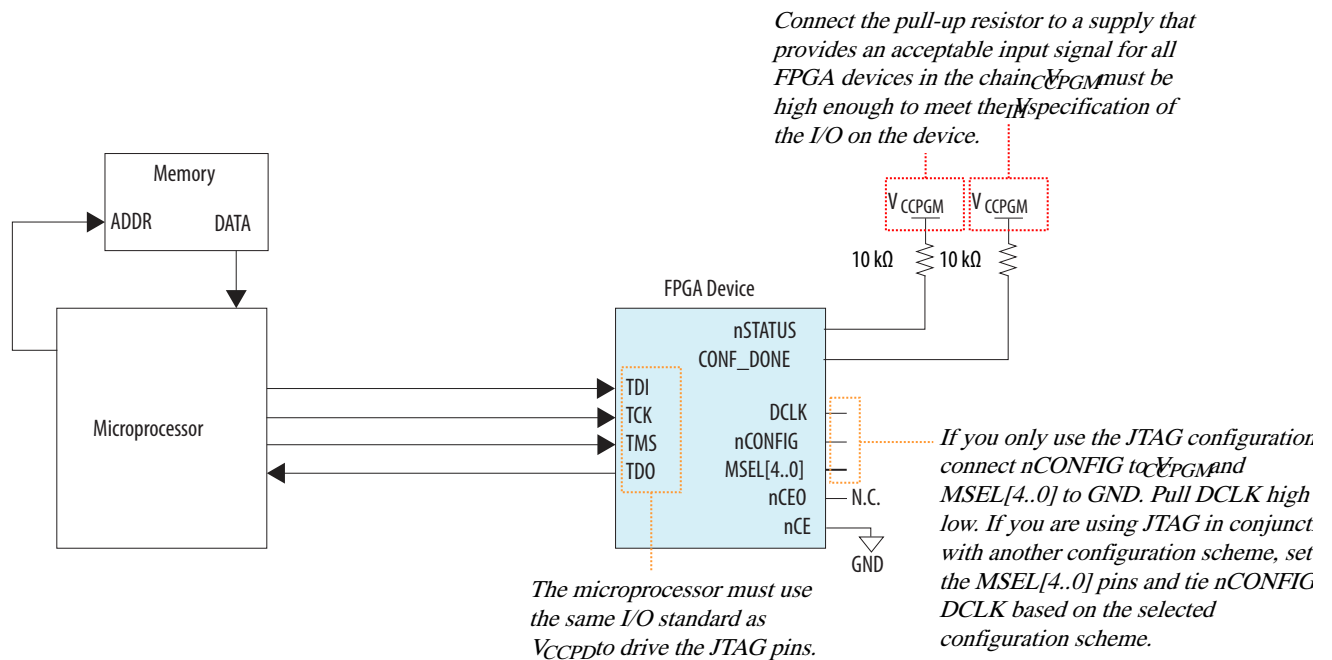 Connect the pull-up resistor to a supply that
provides an acceptable input signal for all
FPGA devices in the chain. VCCPGM must be
high enough to meet the VIH specification of
the I/O on the device.
Memory
ADDR
DATA
VCCPGM
VCCPGM
10 kΩ
10 kΩ
FPGA Device
nSTATUS
CONF_DONE
Microprocessor
TDI
TCK
TMS
TDO
DCLK
nCONFIG
MSEL[4..0]
nCEO
N.C.
nCE
GND
If you only use the JTAG configuration
connect nCONFIG to VCCPGM and
MSEL[4..0] to GND. Pull DCLK high
low. If you are using JTAG in conjuncti
with another configuration scheme, set
the MSEL[4..0] pins and tie nCONFIG
DCLK based on the selected
configuration scheme.
The microprocessor must use
the same I/O standard as
VCCPD to drive the JTAG pins.